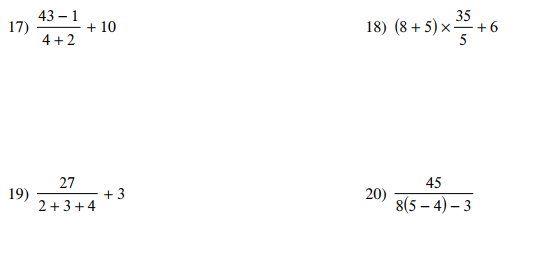 17) (43 – 1)/(4 + 2) + 10
18) (8 + 5) × 35/5 + 6
19) 27/(2 + 3 + 4) + 3
20) 45/(8(5 – 4) – 3)